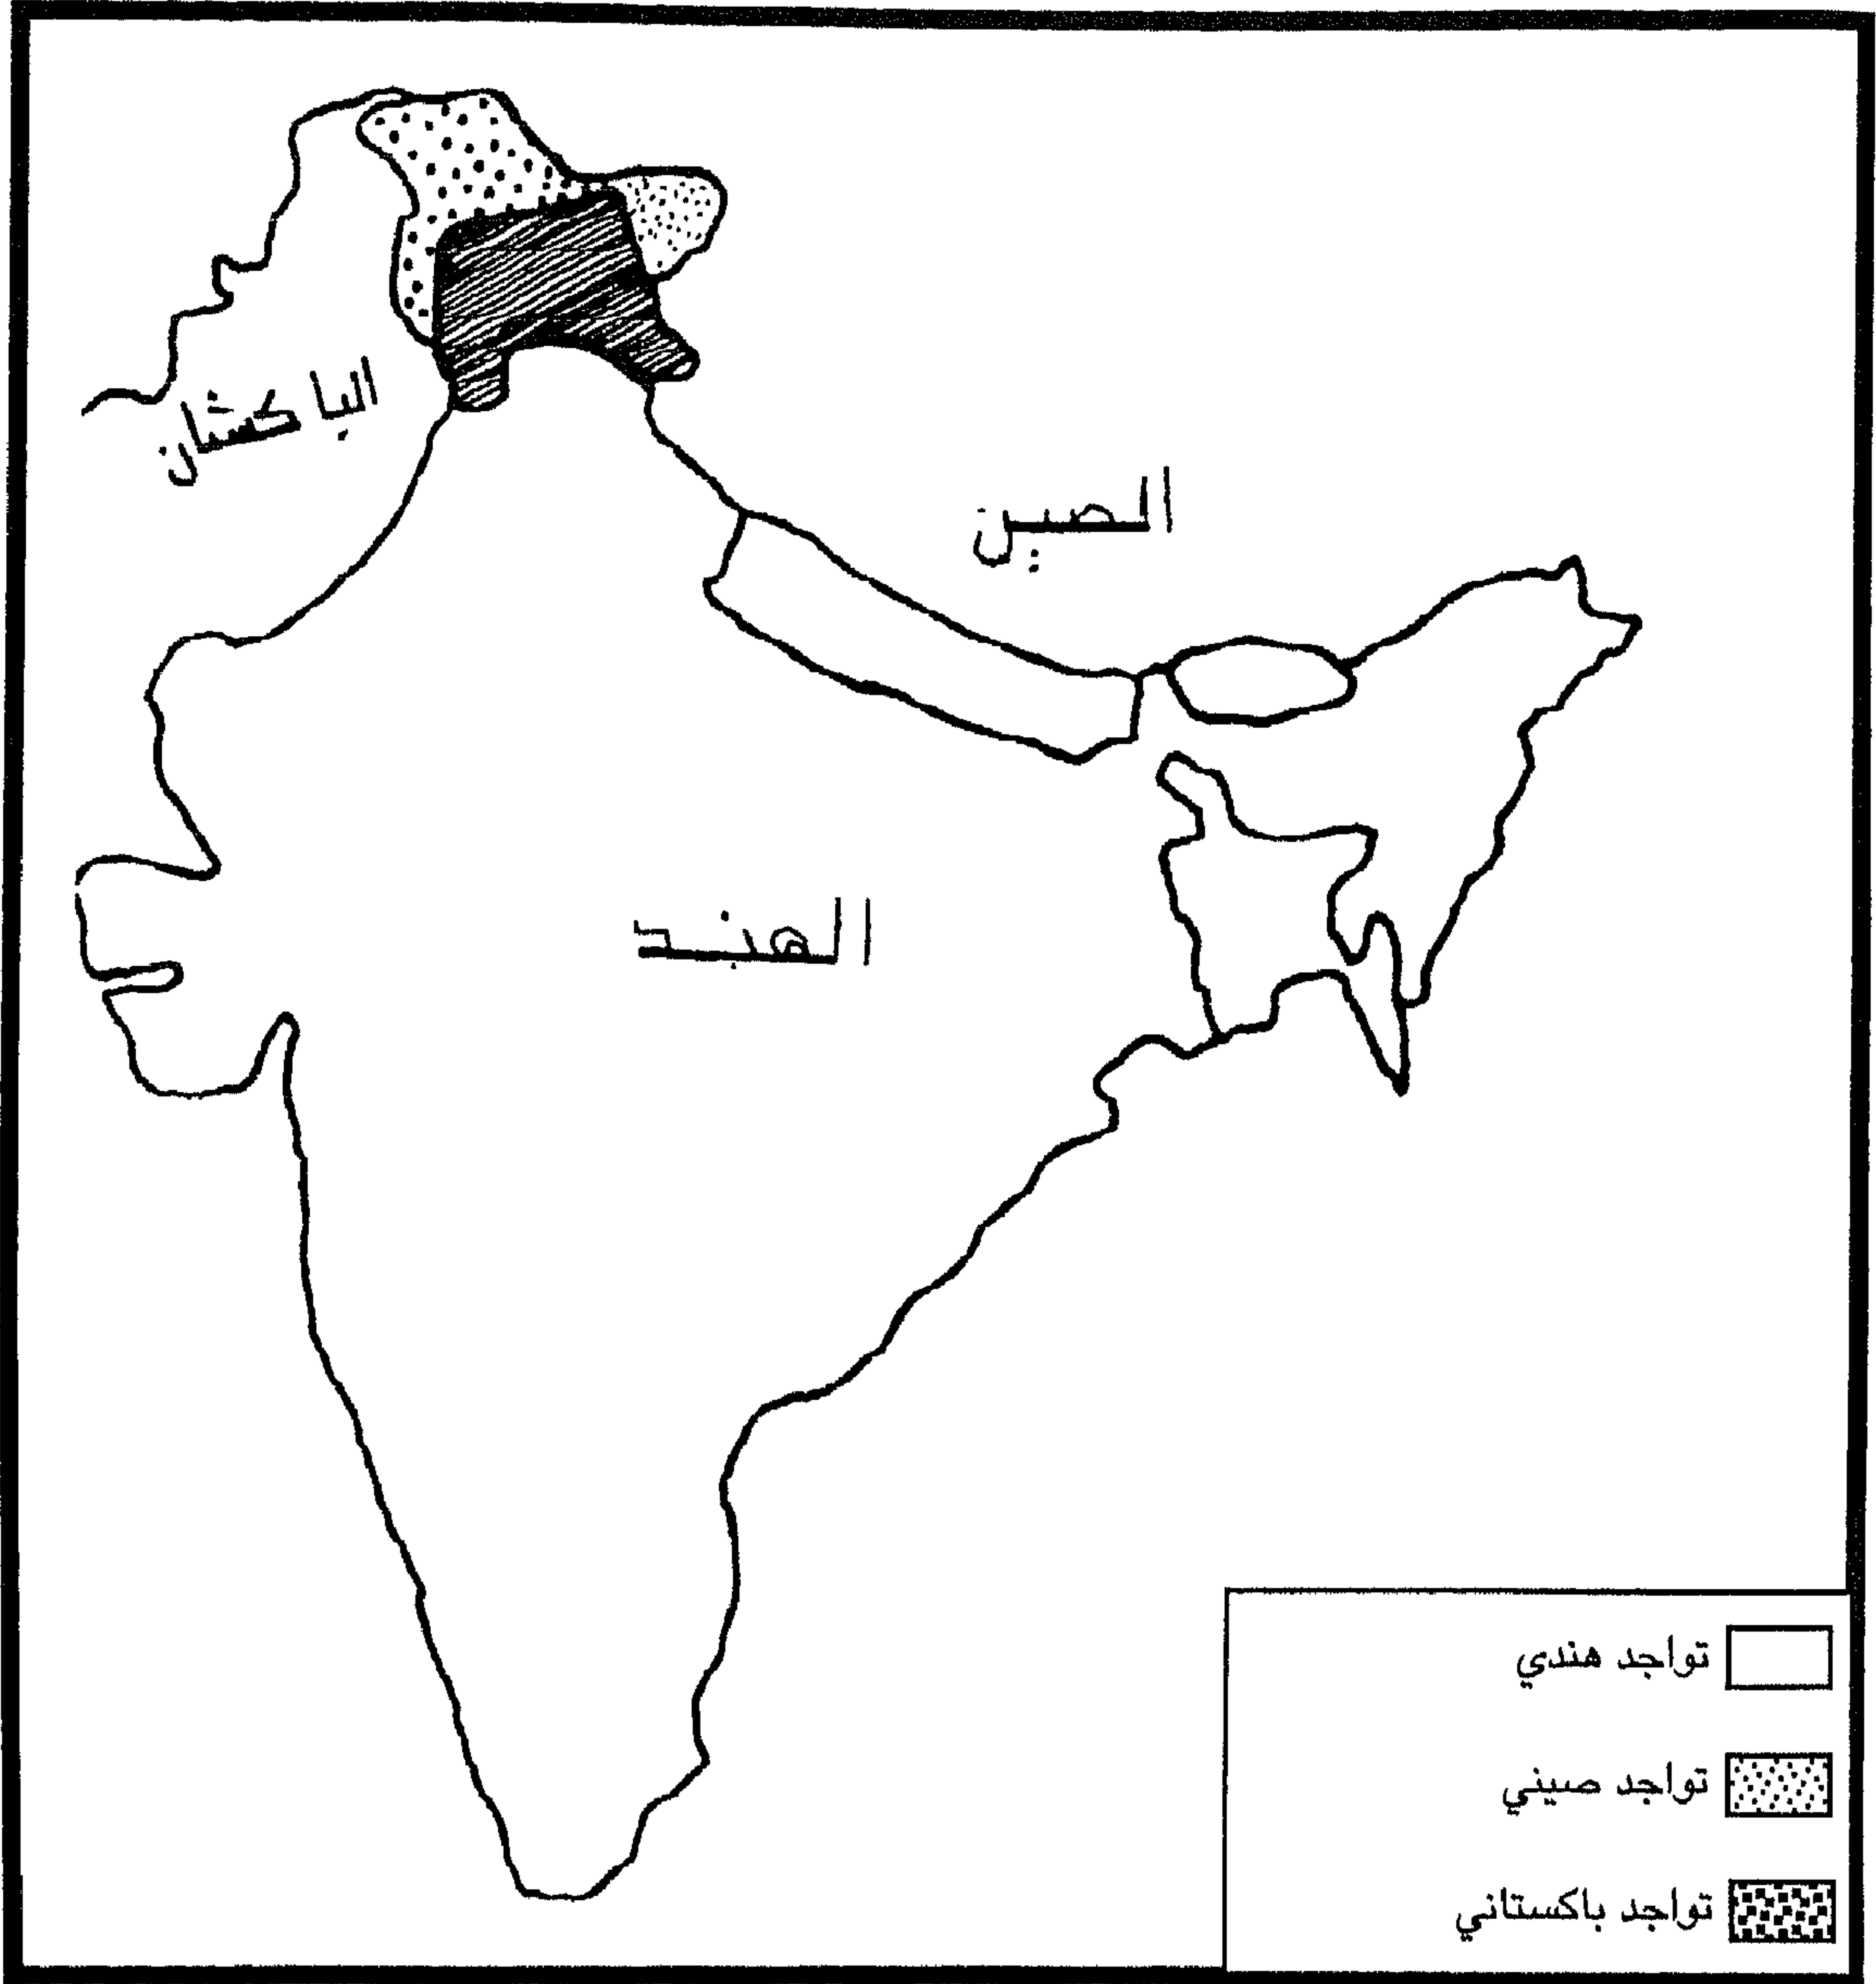 الباكستان
الصين
الهند
تواجد هندي
تواجد صيني
تواجد باكستاني